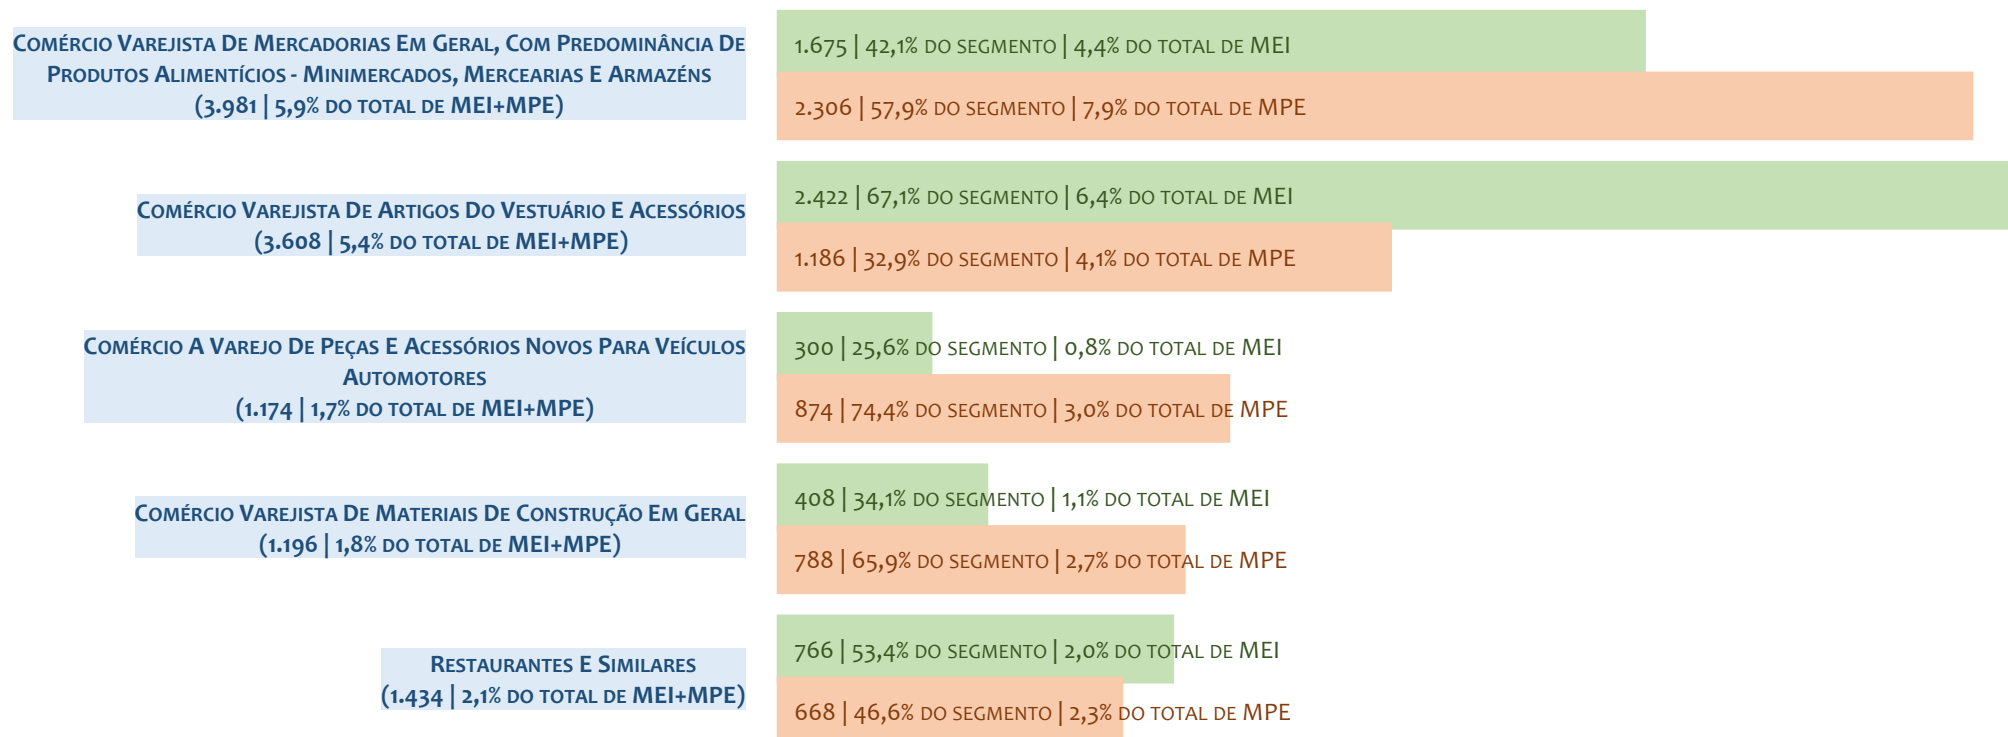 Comércio Varejista De Mercadorias Em Geral, Com Predominância De
Produtos Alimentícios - Minimercados, Mercearias E Armazéns
(3.981 | 5,9% do total de MEI+MPE)
1.675 | 42,1% do segmento | 4,4% do total de MEI
2.306 | 57,9% do segmento | 7,9% do total de MPE
Comércio Varejista De Artigos Do Vestuário E Acessórios
(3.608 | 5,4% do total de MEI+MPE)
2.422 | 67,1% do segmento | 6,4% do total de MEI
1.186 | 32,9% do segmento | 4,1% do total de MPE
Comércio A Varejo De Peças E Acessórios Novos Para Veículos
Automotores
(1.174 | 1,7% do total de MEI+MPE)
300 | 25,6% do segmento | 0,8% do total de MEI
874 | 74,4% do segmento | 3,0% do total de MPE
Comércio Varejista De Materiais De Construção Em Geral
(1.196 | 1,8% do total de MEI+MPE)
408 | 34,1% do segmento | 1,1% do total de MEI
788 | 65,9% do segmento | 2,7% do total de MPE
Restaurantes E Similares
(1.434 | 2,1% do total de MEI+MPE)
766 | 53,4% do segmento | 2,0% do total de MEI
668 | 46,6% do segmento | 2,3% do total de MPE